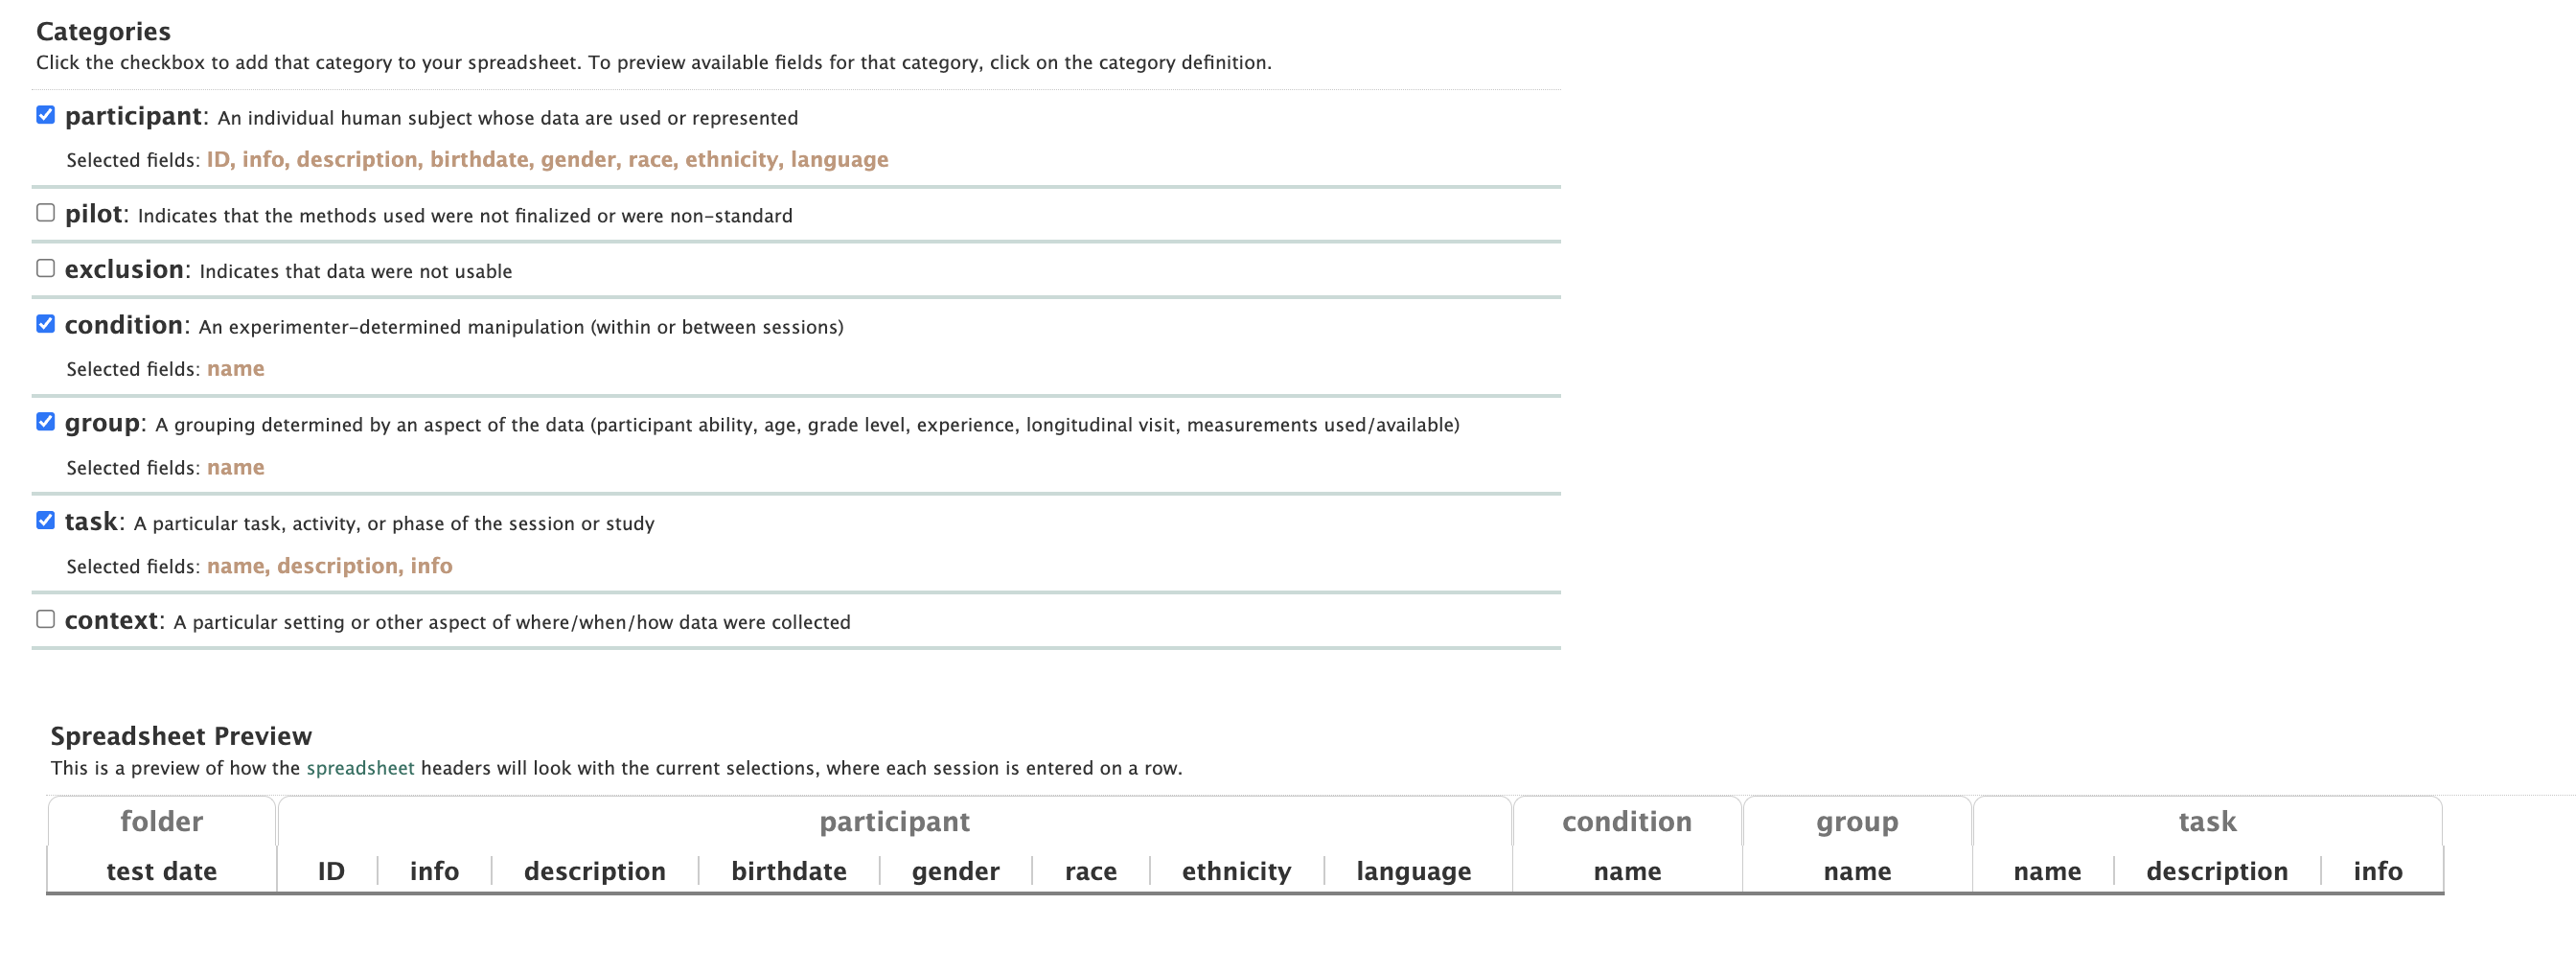 Categories
Click the checkbox to add that category to your spreadsheet. To preview available fields for that category, click on the category definition.
participant: An individual human subject whose data are used or represented
Selected fields: ID, info, description, birthdate, gender, race, ethnicity, language
pilot: Indicates that the methods used were not finalized or were non-standard
exclusion: Indicates that data were not usable
condition: An experimenter-determined manipulation (within or between sessions)
Selected fields: name
group: A grouping determined by an aspect of the data (participant ability, age, grade level, experience, longitudinal visit, measurements used/available)
Selected fields: name
task: A particular task, activity, or phase of the session or study
Selected fields: name, description, info
context: A particular setting or other aspect of where/when/how data were collected
Spreadsheet Preview
This is a preview of how the spreadsheet headers will look with the current selections, where each session is entered on a row.
folder participant condition group task
test date ID info description birthdate gender race ethnicity language name name name description info